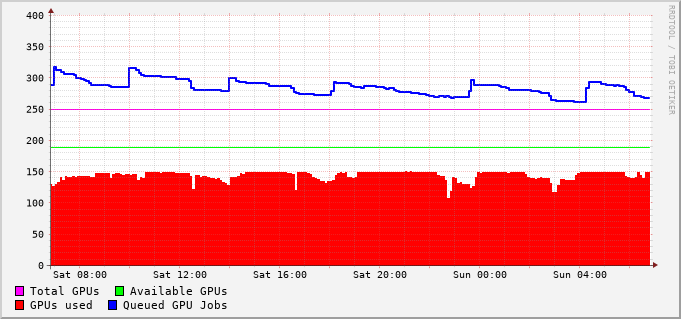 400
350
300
250
200
150
100
50
0
Sat 08:00 Sat 12:00 Sat 16:00 Sat 20:00 Sun 00:00 Sun 04:00
Total GPUs Available GPUs
GPUs used Queued GPU Jobs
RRDTOOL / TOBI OETIKER